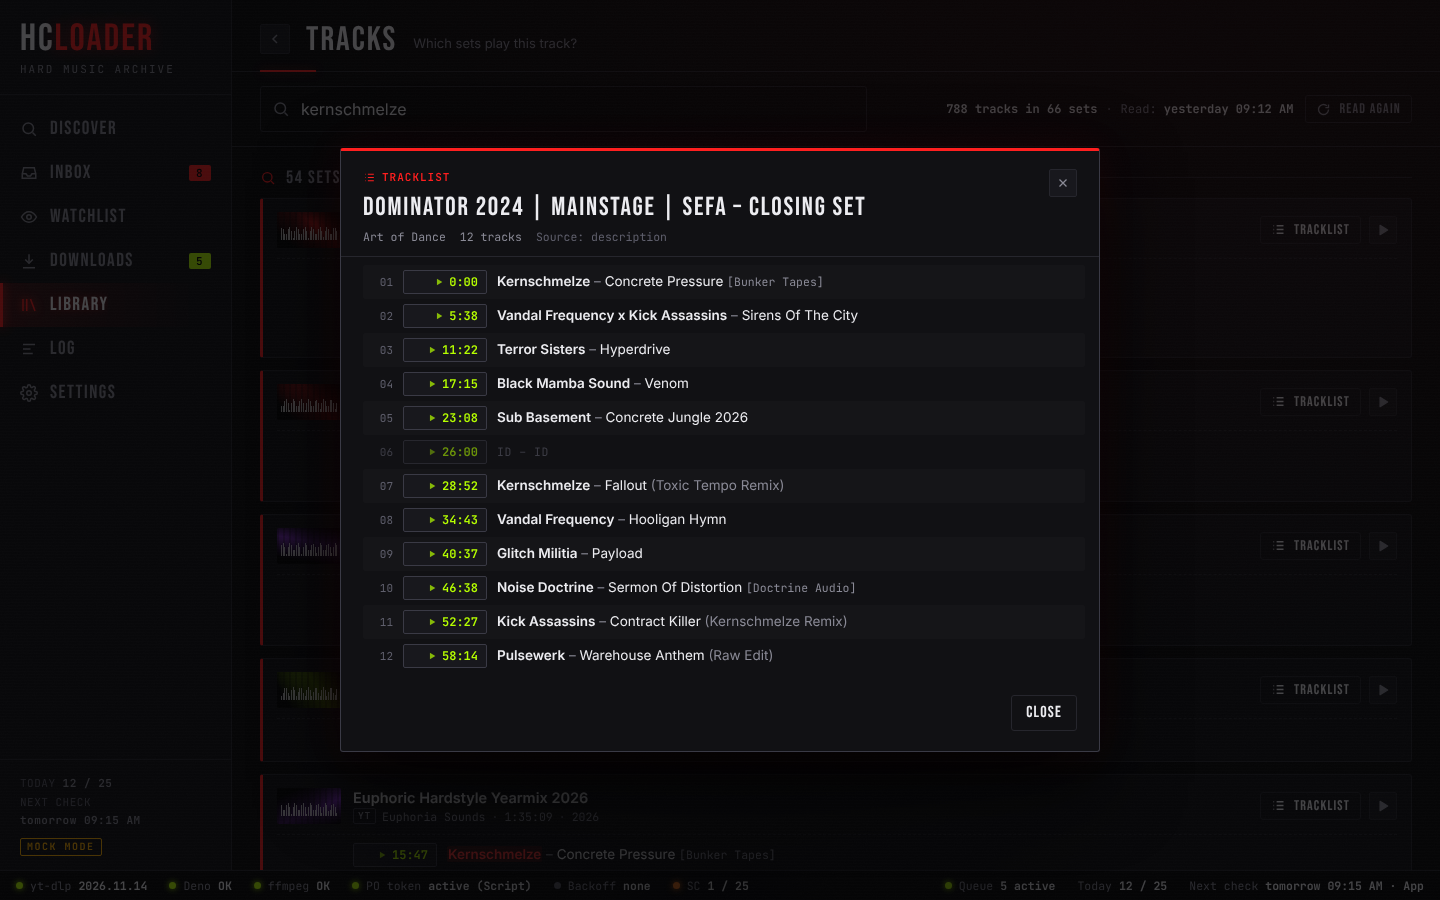 HCLOADER
HARD MUSIC ARCHIVE
DISCOVER
INBOX 8
WATCHLIST
DOWNLOADS 5
LIBRARY
LOG
SETTINGS
TODAY 12 / 25
NEXT CHECK
tomorrow 09:15 AM
MOCK MODE
TRACKS Which sets play this track?
kernschmelze
788 tracks in 66 sets · Read: yesterday 09:12 AM READ AGAIN
54 SETS
TRACKLIST
DOMINATOR 2024 | MAINSTAGE | SEFA – CLOSING SET
Art of Dance 12 tracks Source: description
01 0:00 Kernschmelze – Concrete Pressure [Bunker Tapes]
02 5:38 Vandal Frequency x Kick Assassins – Sirens Of The City
03 11:22 Terror Sisters – Hyperdrive
04 17:15 Black Mamba Sound – Venom
05 23:08 Sub Basement – Concrete Jungle 2026
06 26:00 ID – ID
07 28:52 Kernschmelze – Fallout (Toxic Tempo Remix)
08 34:43 Vandal Frequency – Hooligan Hymn
09 40:37 Glitch Militia – Payload
10 46:38 Noise Doctrine – Sermon Of Distortion [Doctrine Audio]
11 52:27 Kick Assassins – Contract Killer (Kernschmelze Remix)
12 58:14 Pulsewerk – Warehouse Anthem (Raw Edit)
CLOSE
TRACKLIST
TRACKLIST
TRACKLIST
TRACKLIST
Euphoric Hardstyle Yearmix 2026
YT Euphoria Sounds · 1:35:09 · 2026
TRACKLIST
15:47 Kernschmelze – Concrete Pressure [Bunker Tapes]
yt-dlp 2026.11.14 Deno OK ffmpeg OK PO token active (Script) Backoff none SC 1 / 25 Queue 5 active Today 12 / 25 Next check tomorrow 09:15 AM · App